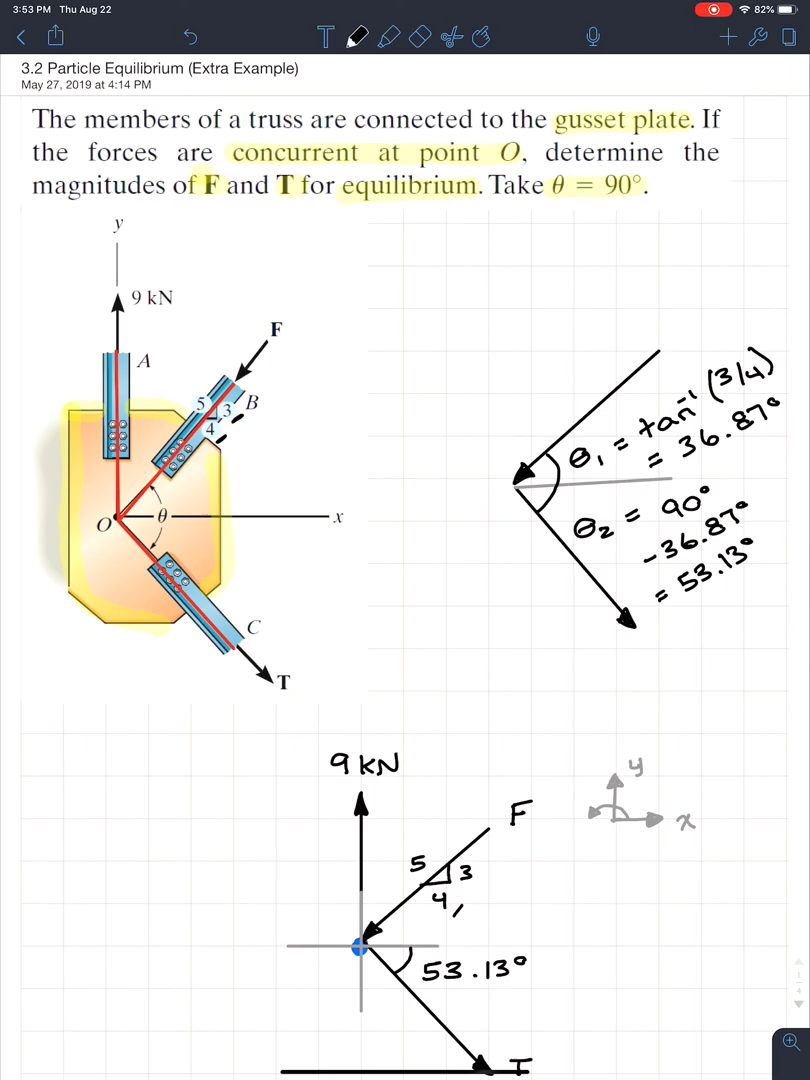 3:53 PM Thu Aug 22
82%
T
3.2 Particle Equilibrium (Extra Example)
May 27, 2019 at 4:14 PM
The members of a truss are connected to the gusset plate. If
the forces are concurrent at point O, determine the
magnitudes of F and T for equilibrium. Take θ = 90°.
y
9 kN
F
A
5
3
B
4
O
θ
x
C
T
θ₁ = tan⁻¹ (3/4)
= 36.87°
θ₂ = 90°
-36.87°
= 53.13°
9 kN
y
x
F
5
3
4
53.13°
T